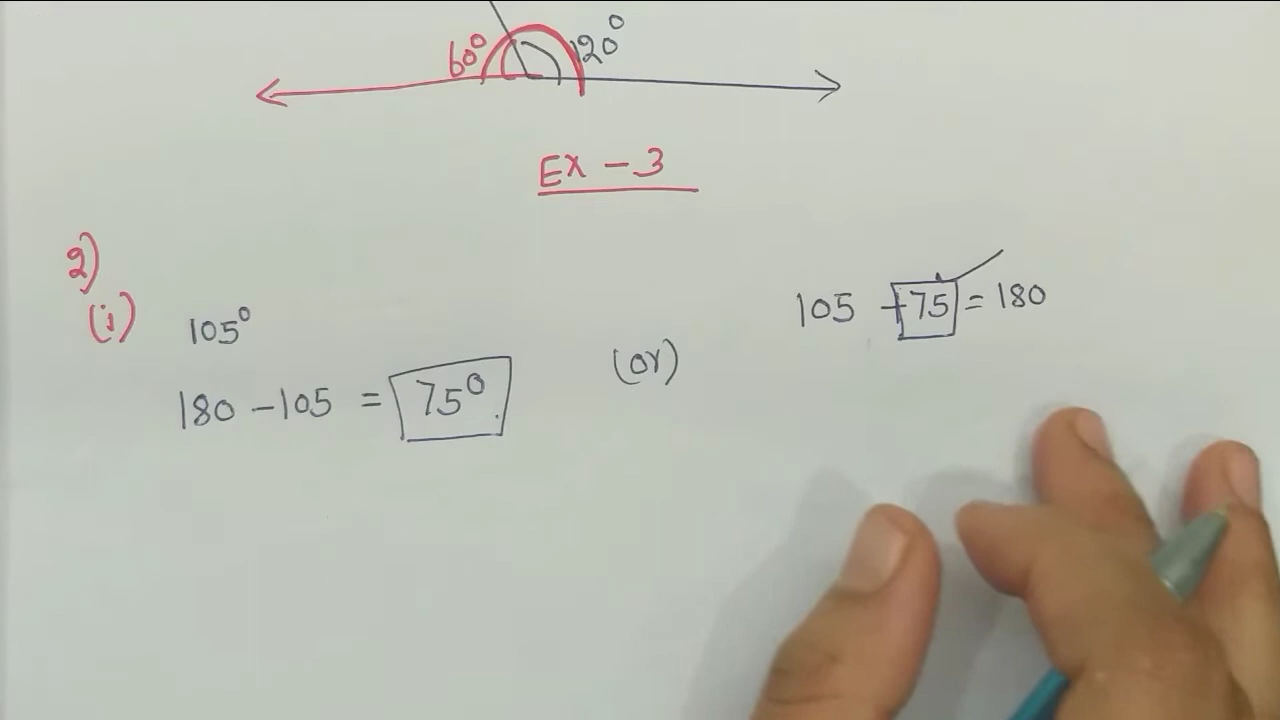 60° 120°
Ex - 3
2)
(i) 105°
180 - 105 = 75°
(or)
105 + 75 = 180